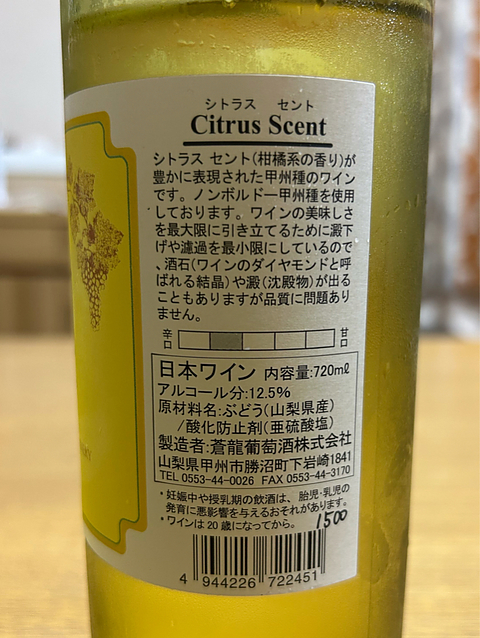 シトラス セント
Citrus Scent
シトラス セント(柑橘系の香り)が
豊かに表現された甲州種のワイン
です。ノンボルドー甲州種を使用
しております。ワインの美味しさ
を最大限に引き立てるために澱下
げや濾過を最小限にしているので
、酒石(ワインのダイヤモンドと呼
ばれる結晶)や澱(沈殿物)が出る
こともありますが品質に問題あり
ません。
辛口 甘口
日本ワイン 内容量:720mℓ
アルコール分:12.5%
原材料名:ぶどう(山梨県産)
/酸化防止剤(亜硫酸塩)
製造者:蒼龍葡萄酒株式会社
山梨県甲州市勝沼町下岩崎1841
TEL 0553-44-0026 FAX 0553-44-3170
*妊娠中や授乳期の飲酒は、胎児・乳児の
発育に悪影響を与えるおそれがあります。
*ワインは20歳になってから。
1500
4 944226 722451